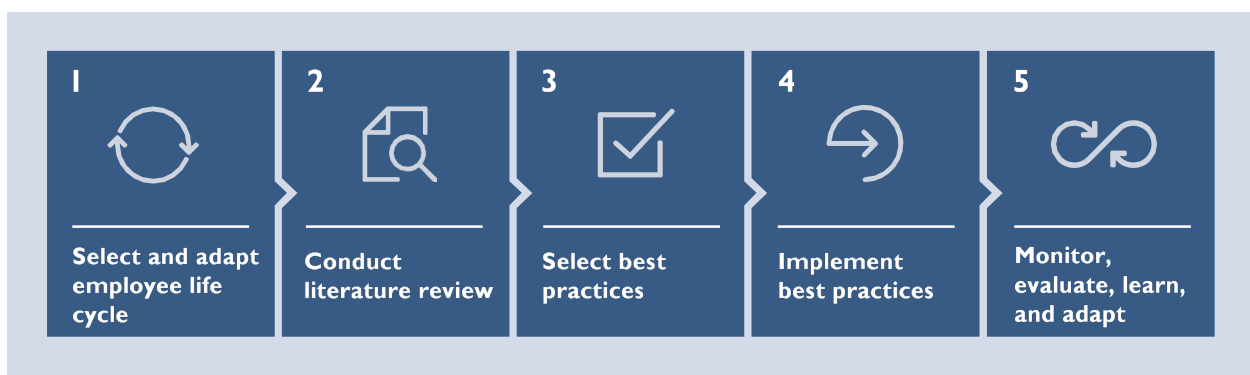 1
Select and adapt
employee life
cycle
2
Conduct
literature review
3
Select best
practices
4
Implement
best practices
5
Monitor,
evaluate, learn,
and adapt